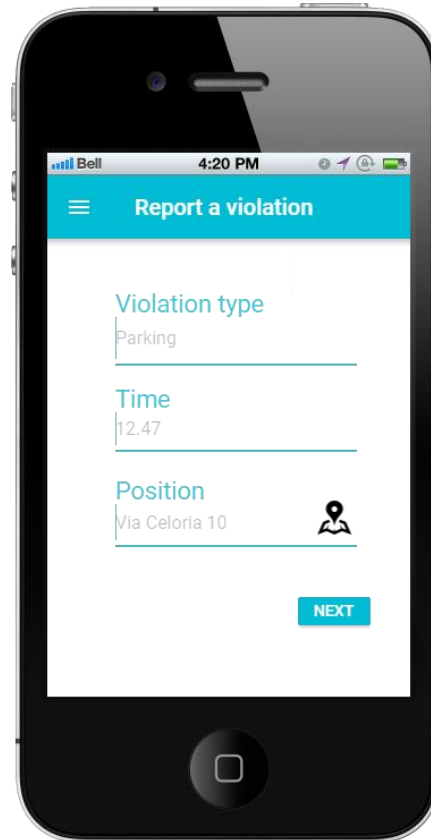 Bell 4:20 PM
Report a violation
Violation type
Parking
Time
12.47
Position
Via Celoria 10
NEXT